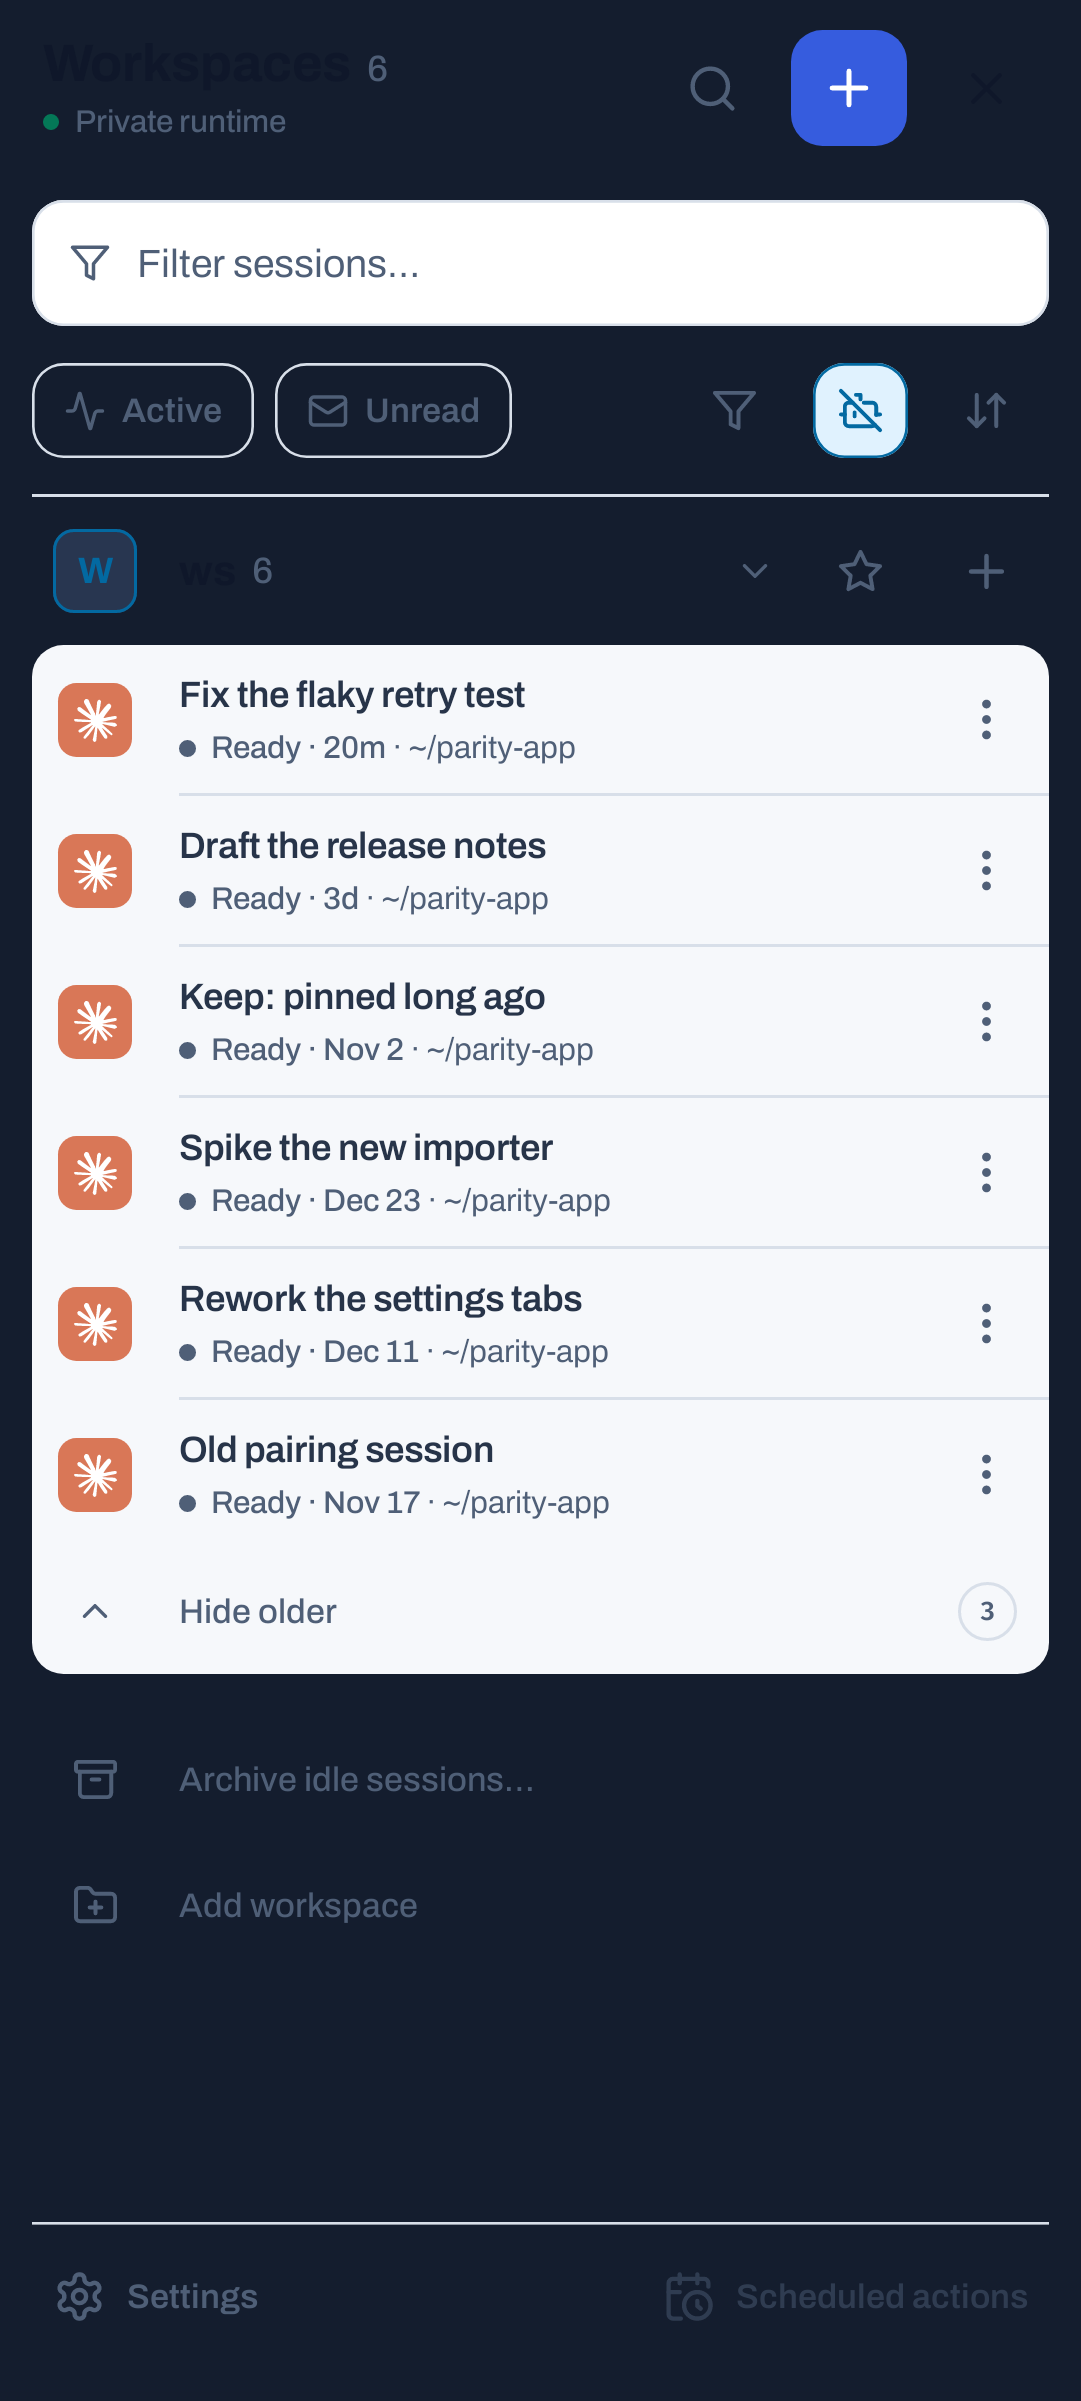 Workspaces 6
Private runtime
Filter sessions...
Active
Unread
W
ws 6
Fix the flaky retry test
Ready · 20m · ~/parity-app
Draft the release notes
Ready · 3d · ~/parity-app
Keep: pinned long ago
Ready · Nov 2 · ~/parity-app
Spike the new importer
Ready · Dec 23 · ~/parity-app
Rework the settings tabs
Ready · Dec 11 · ~/parity-app
Old pairing session
Ready · Nov 17 · ~/parity-app
Hide older 3
Archive idle sessions...
Add workspace
Settings
Scheduled actions